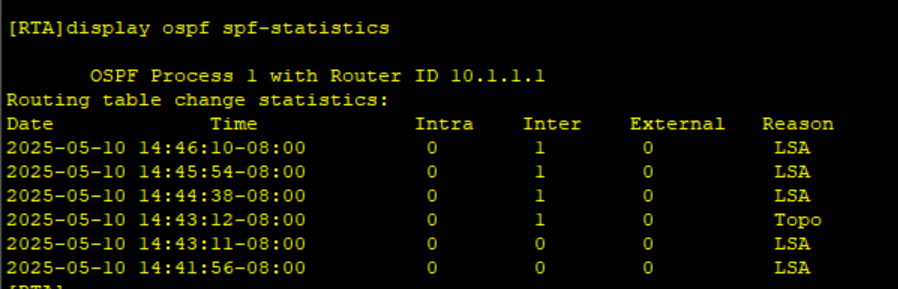 [RTA]display ospf spf-statistics
OSPF Process 1 with Router ID 10.1.1.1
Routing table change statistics:
Date Time Intra Inter External Reason
2025-05-10 14:46:10-08:00 0 1 0 LSA
2025-05-10 14:45:54-08:00 0 1 0 LSA
2025-05-10 14:44:38-08:00 0 1 0 LSA
2025-05-10 14:43:12-08:00 0 1 0 Topo
2025-05-10 14:43:11-08:00 0 0 0 LSA
2025-05-10 14:41:56-08:00 0 0 0 LSA